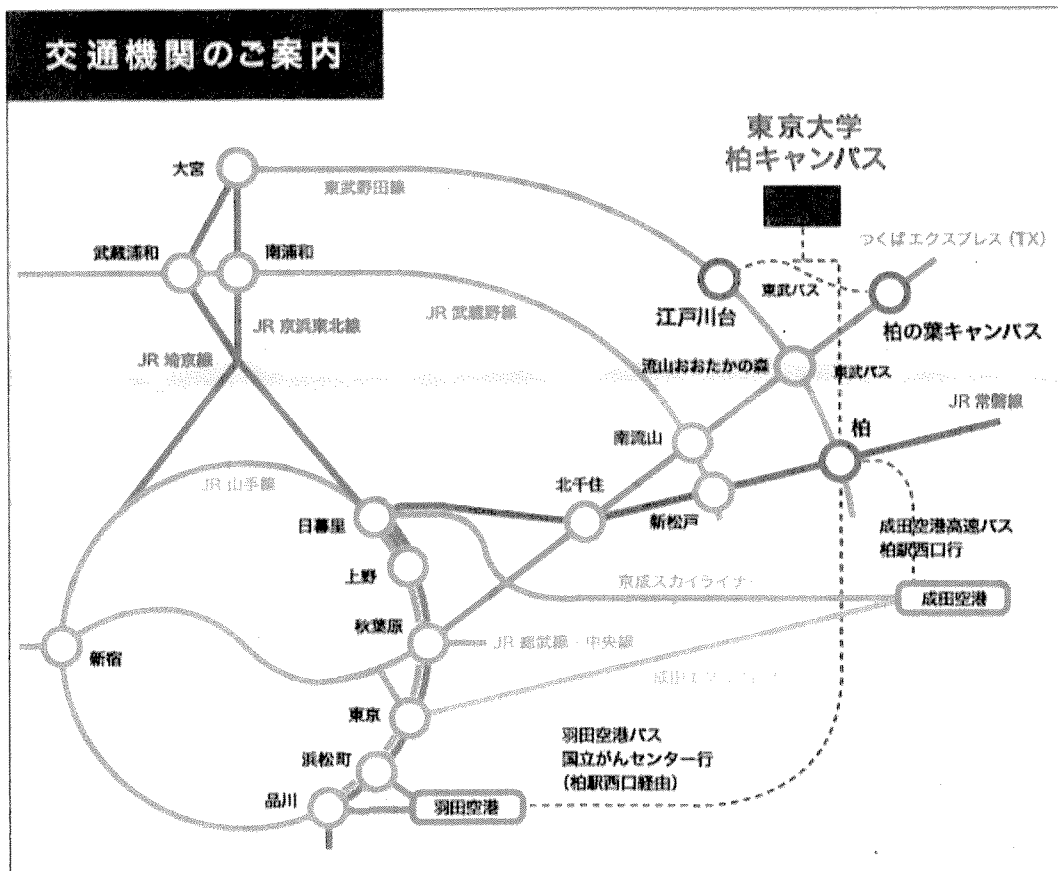 交通機関のご案内
東京大学
柏キャンパス
大宮
東武野田線
つくばエクスプレス (TX)
武蔵浦和
南浦和
東武バス
江戸川台
柏の葉キャンパス
JR 京浜東北線
JR 武蔵野線
JR 埼京線
流山おおたかの森
東武バス
JR 常磐線
南流山
柏
JR 山手線
北千住
日暮里
新松戸
成田空港高速バス
柏駅西口行
上野
京成スカイライナー
成田空港
秋葉原
JR 総武線・中央線
新宿
東京
羽田空港バス
国立がんセンター行
(柏駅西口経由)
浜松町
品川
羽田空港